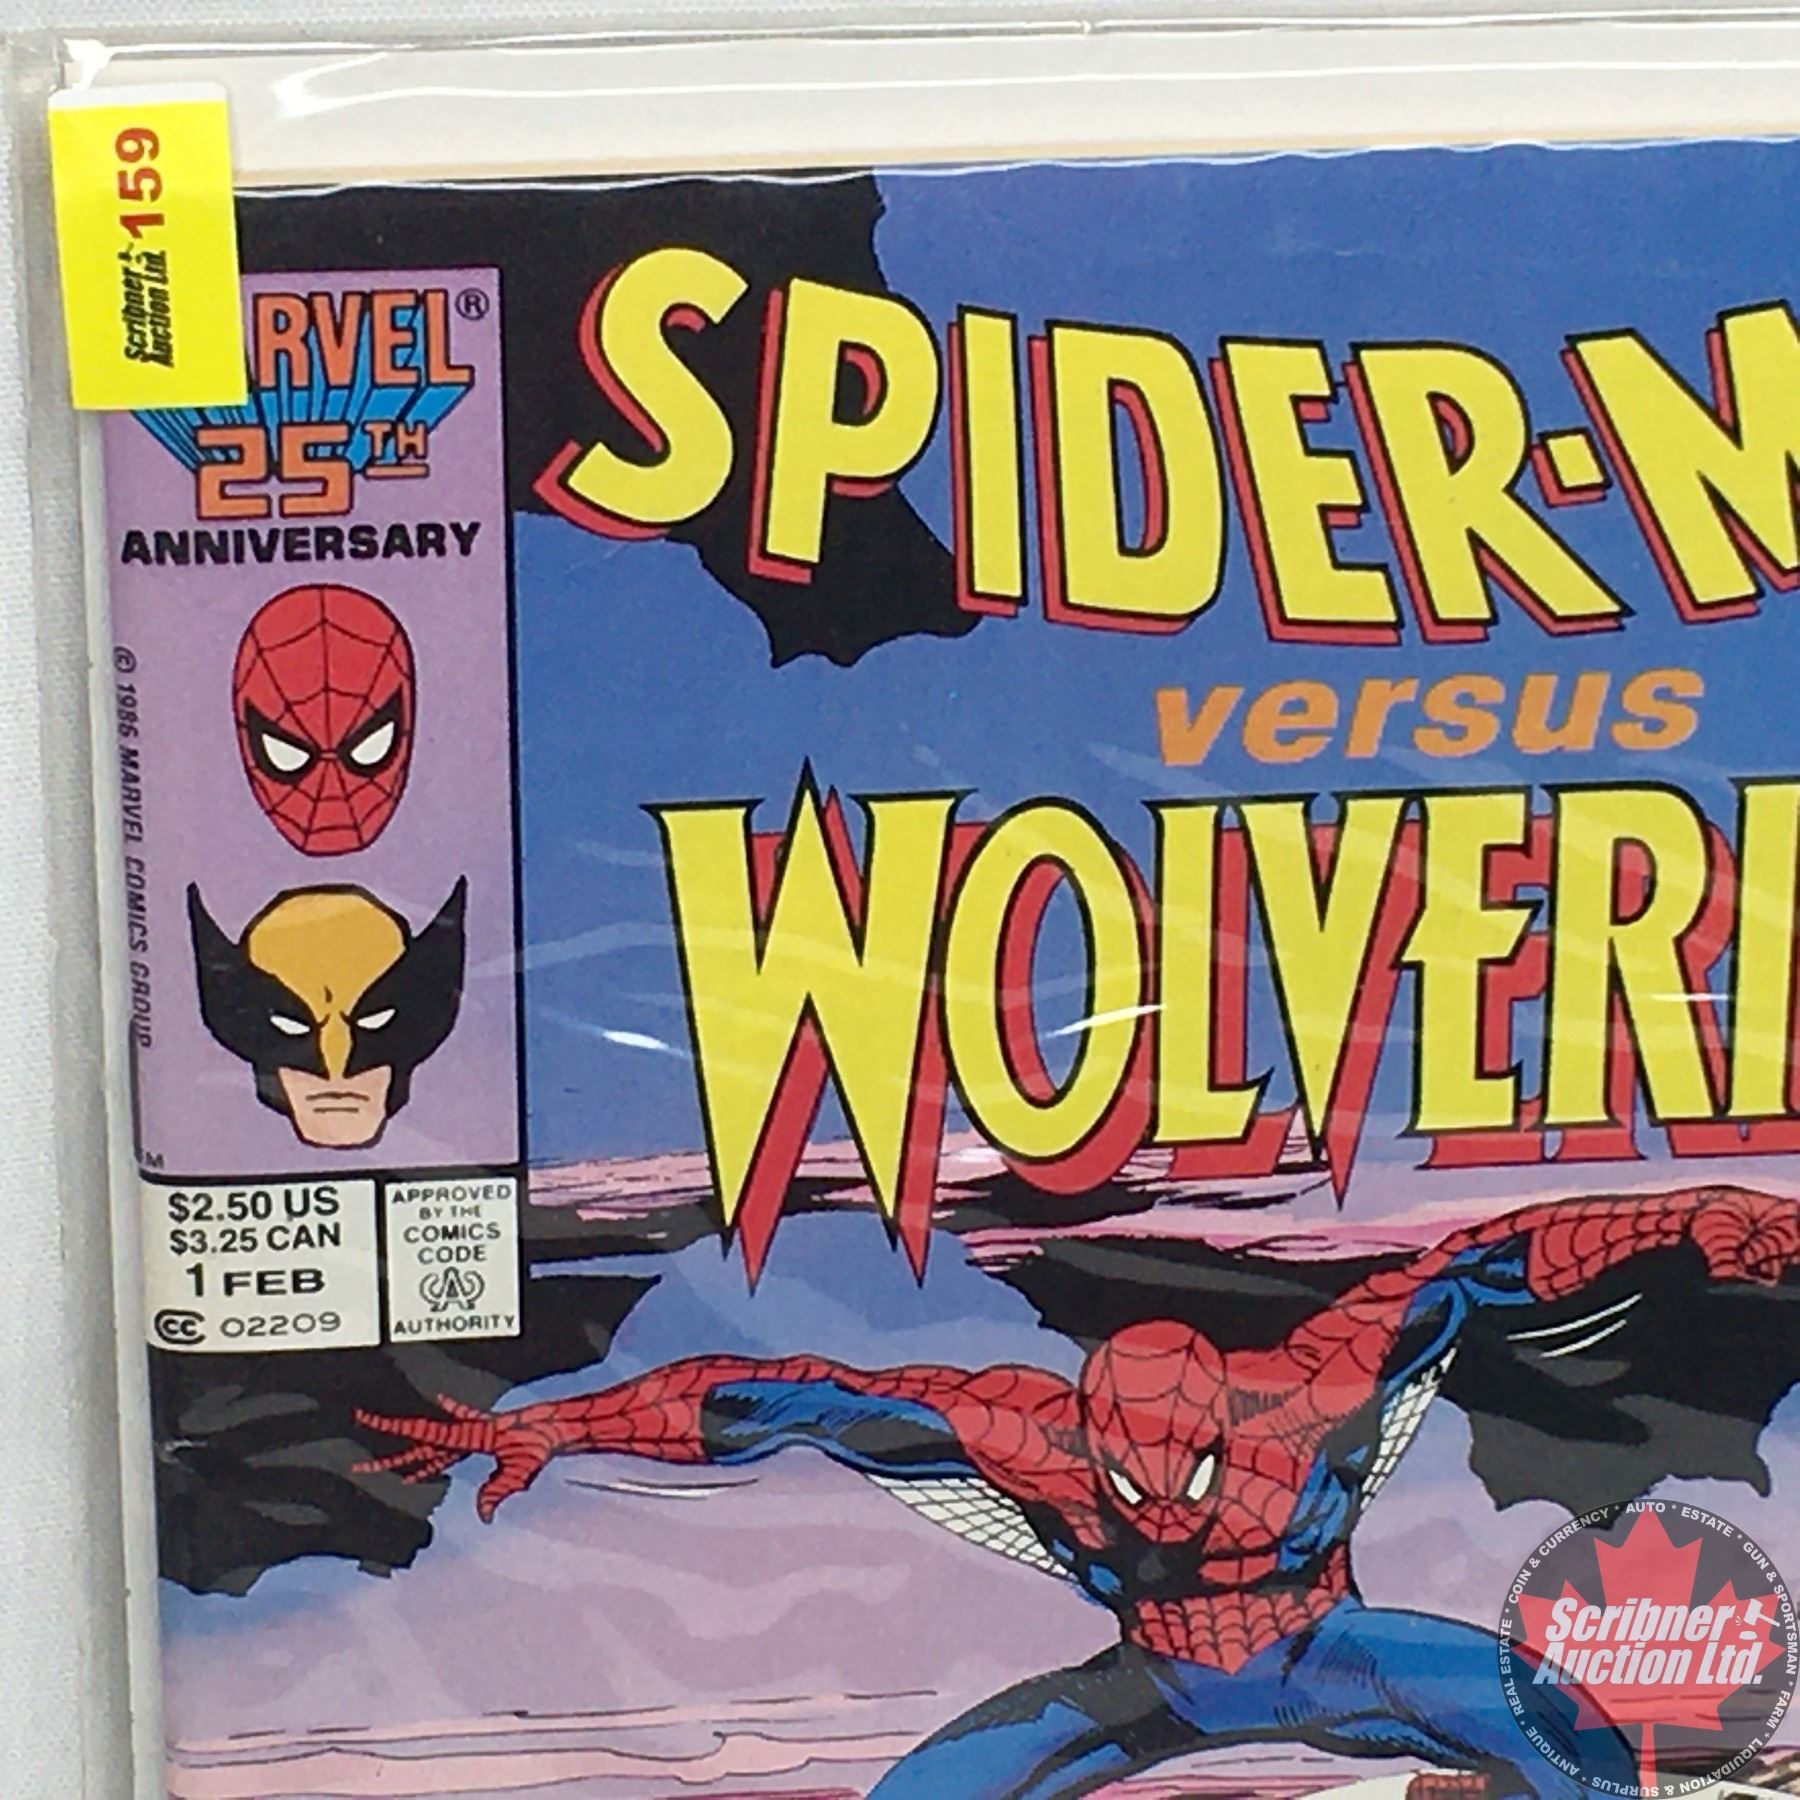 159
Scribner
Auction Ltd.
RVEL®
25TH
ANNIVERSARY
© 1986 MARVEL COMICS GROUP
$2.50 US
$3.25 CAN
1 FEB
CC 02209
APPROVED
BY THE
COMICS
CODE
CA
AUTHORITY
SPIDER-M
versus
WOLVERI
Scribner
Auction Ltd.
ANTIQUE * REAL ESTATE * COIN & CURRENCY * AUTO * ESTATE * GUN & SPORTSMAN * FARM * LIQUIDATION & SURPLUS *